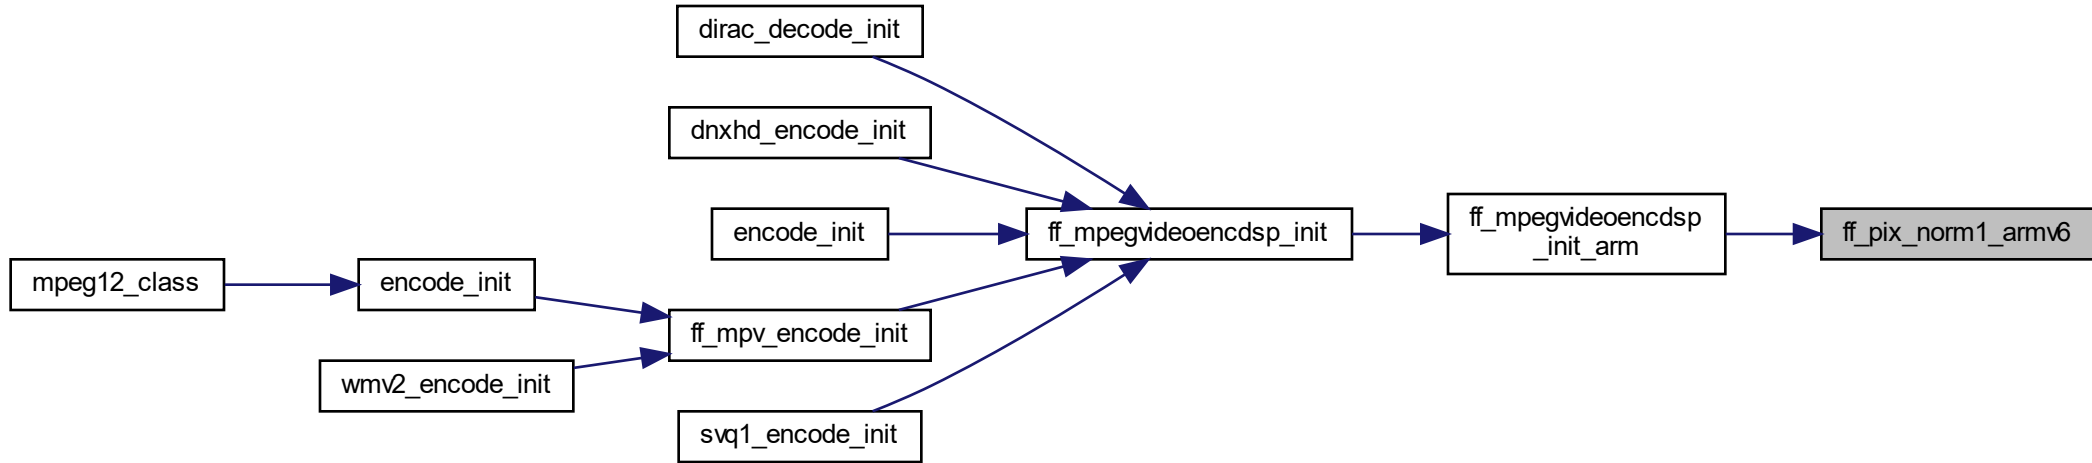 dirac_decode_init
dnxhd_encode_init
encode_init
ff_mpegvideoencdsp_init
ff_mpegvideoencdsp
_init_arm
ff_pix_norm1_armv6
mpeg12_class
encode_init
ff_mpv_encode_init
wmv2_encode_init
svq1_encode_init